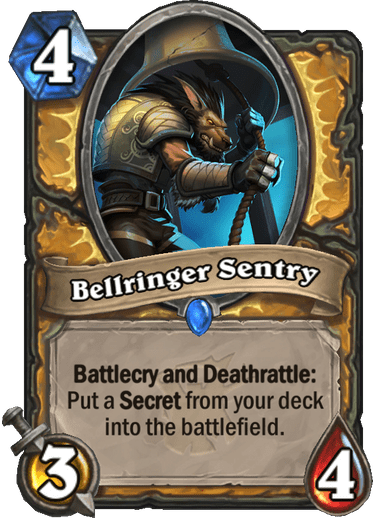 4
Bellringer Sentry
Battlecry and Deathrattle:
Put a Secret from your deck
into the battlefield.
3
4